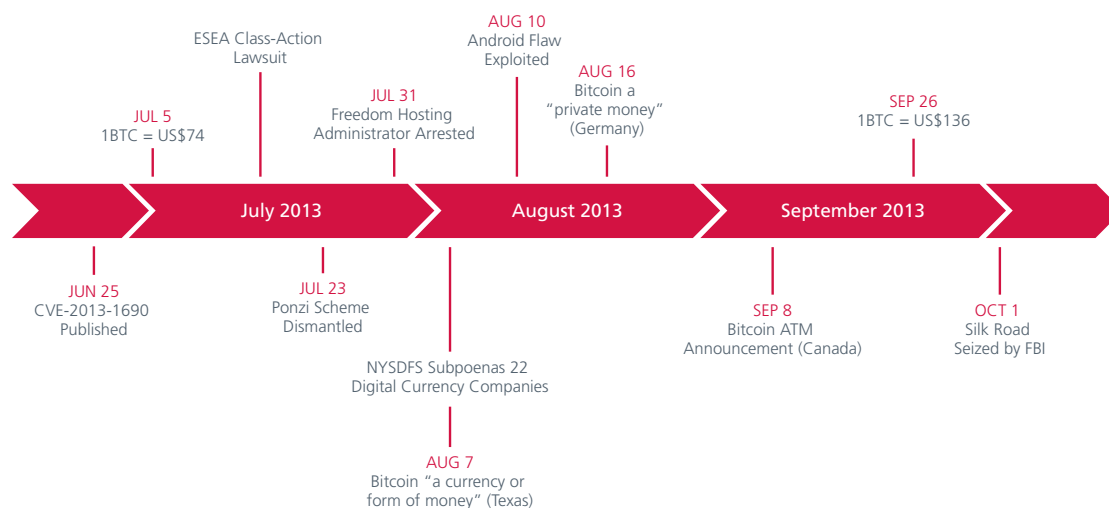 ESEA Class-Action
Lawsuit
AUG 10
Android Flaw
Exploited
AUG 16
Bitcoin a
“private money“
(Germany)
JUL 5
1BTC = US$74
JUL 31
Freedom Hosting
Administrator Arrested
SEP 26
1BTC = US$136
July 2013
August 2013
September 2013
JUN 25
CVE-2013-1690
Published
JUL 23
Ponzi Scheme
Dismantled
NYSDFS Subpoenas 22
Digital Currency Companies
AUG 7
Bitcoin “a currency or
form of money” (Texas)
SEP 8
Bitcoin ATM
Announcement (Canada)
OCT 1
Silk Road
Seized by FBI